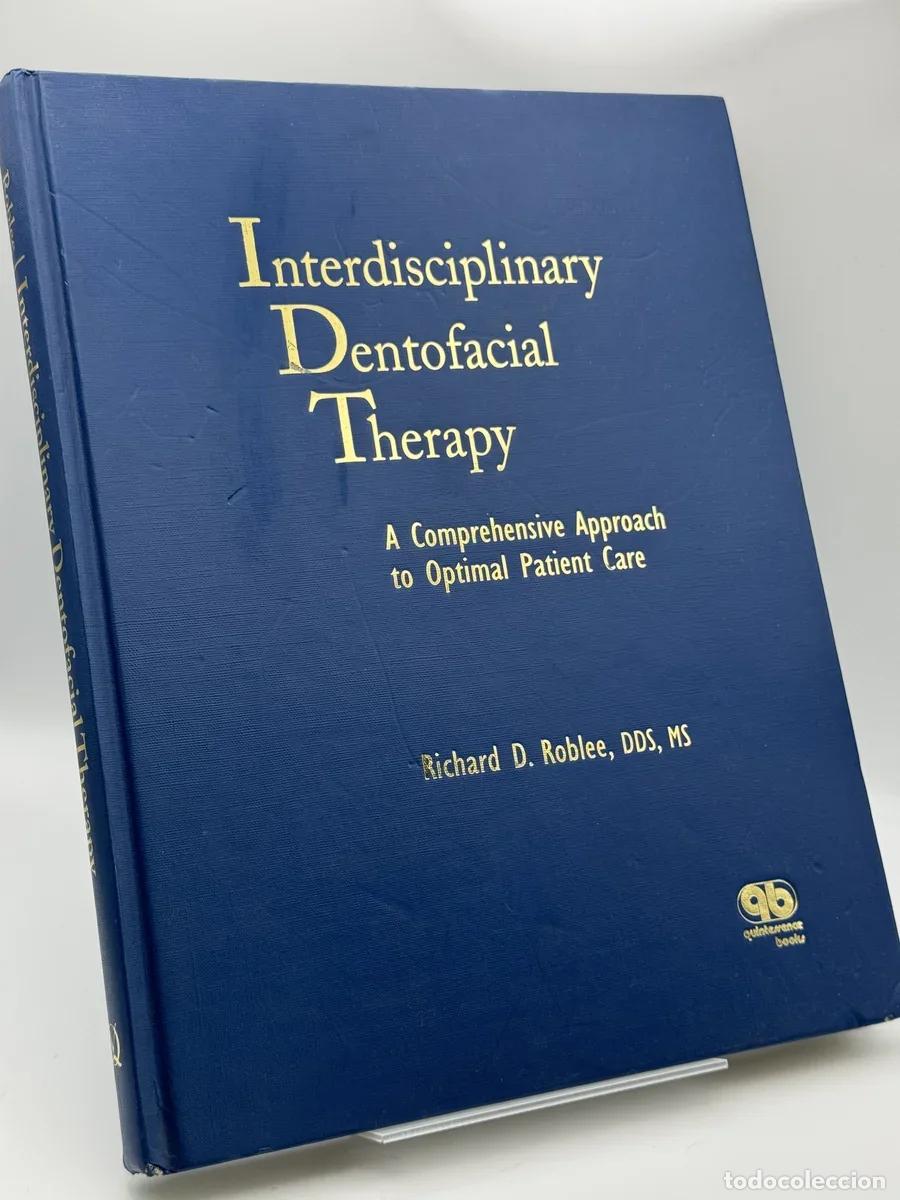 Interdisciplinary
Dentofacial
Therapy
A Comprehensive Approach
to Optimal Patient Care
Richard D. Roblee, DDS, MS
qb
quintessence
books
Roblee
Interdisciplinary Dentofacial Therapy
Q
todocoleccion